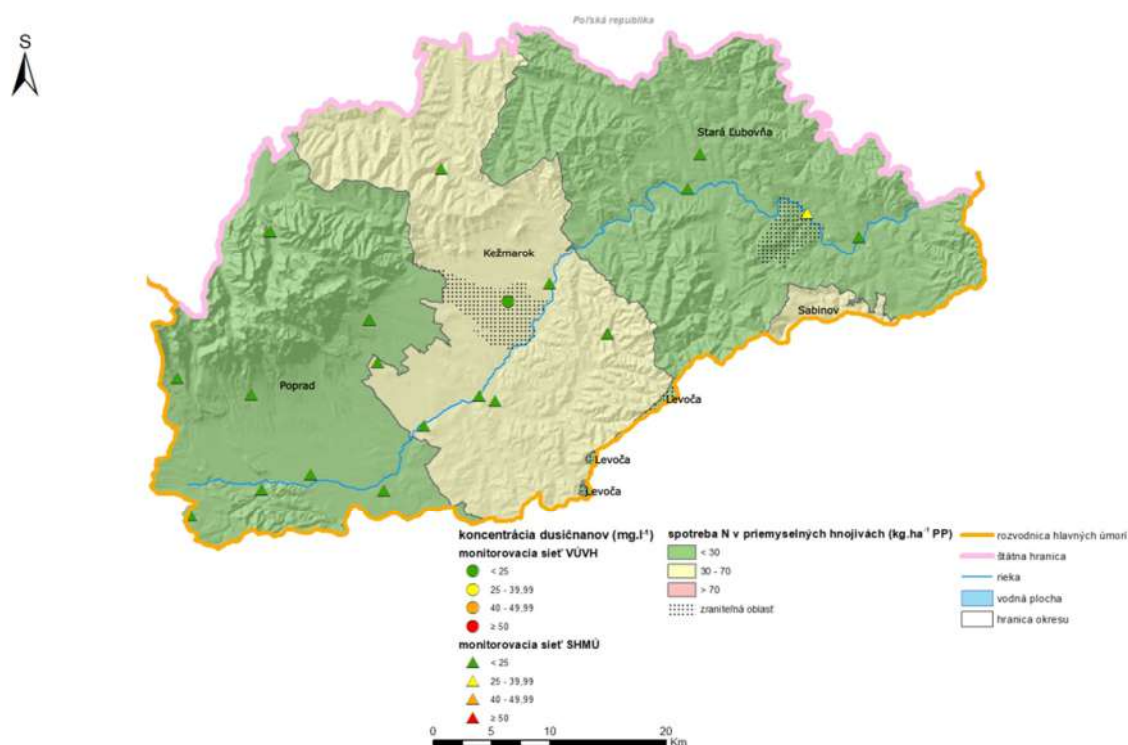 Poľská republika
S
Stará Ľubovňa
Kežmarok
Sabinov
Poprad
Levoča
Levoča
Levoča
koncentrácia dusičnanov (mg.l⁻¹)
monitorovacia sieť VÚVH
< 25
25 - 39,99
40 - 49,99
≥ 50
monitorovacia sieť SHMÚ
< 25
25 - 39,99
40 - 49,99
≥ 50
spotreba N v priemyselných hnojivách (kg.ha⁻¹ PP)
< 30
30 - 70
> 70
zraniteľná oblasť
rozvodnica hlavných úmorí
štátna hranica
rieka
vodná plocha
hranica okresu
0 5 10 20
Km